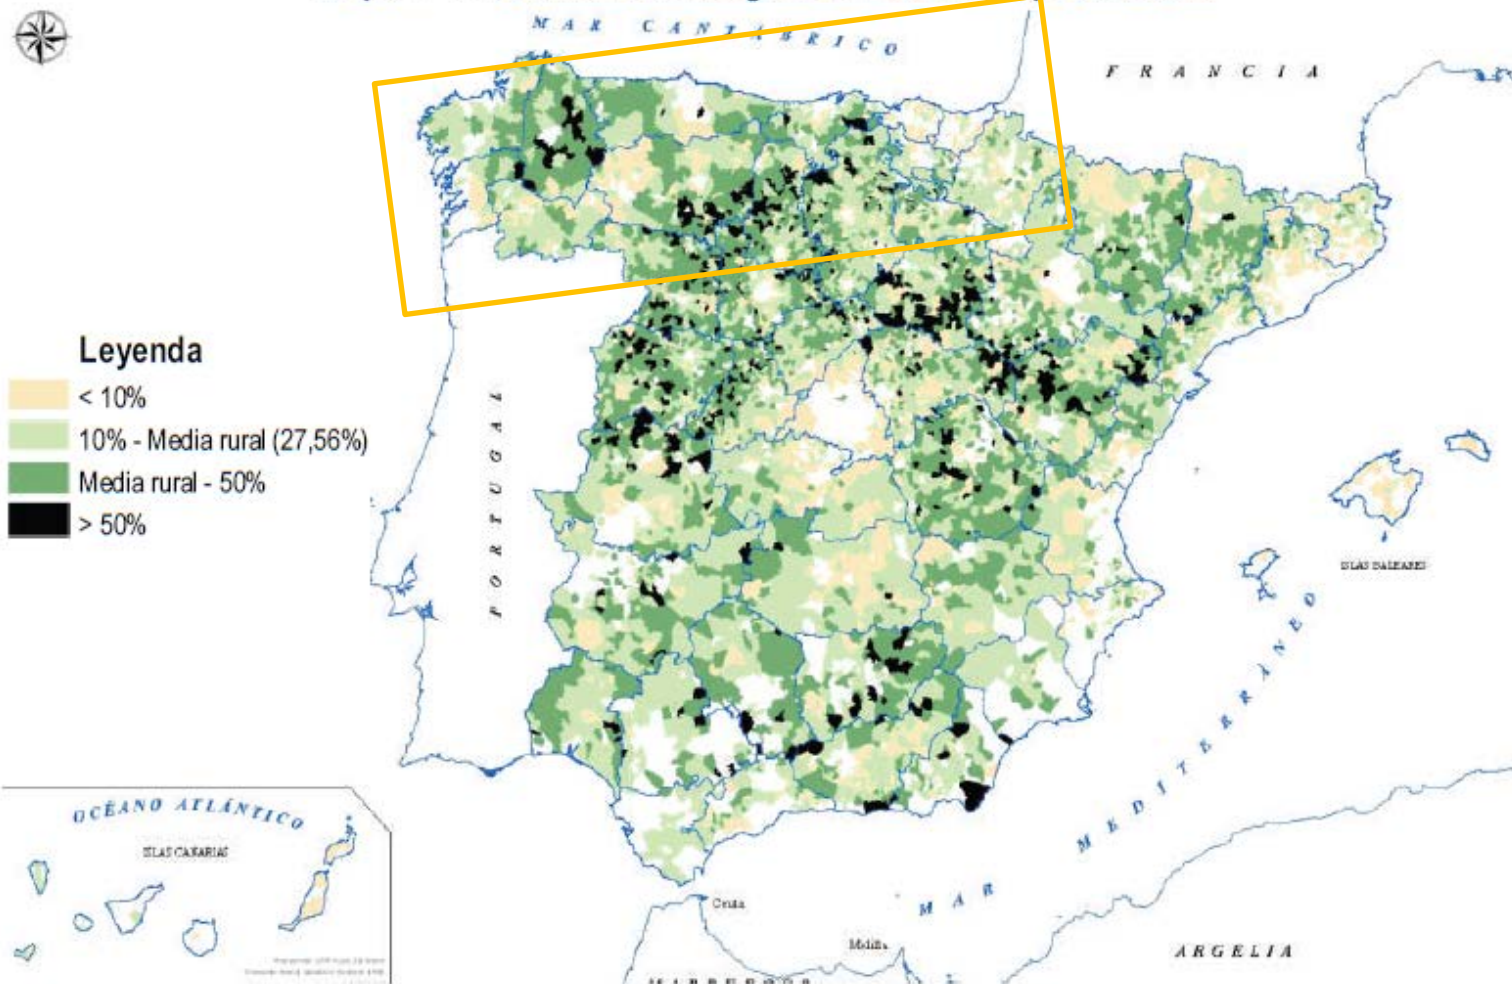 MAR CANTÁBRICO
FRANCIA
Leyenda
< 10%
10% - Media rural (27,56%)
Media rural - 50%
> 50%
PORTUGAL
ISLAS BALEARES
MAR MEDITERRÁNEO
OCÉANO ATLÁNTICO
ISLAS CANARIAS
Ceuta
Melilla
ARGELIA
MARRUECOS